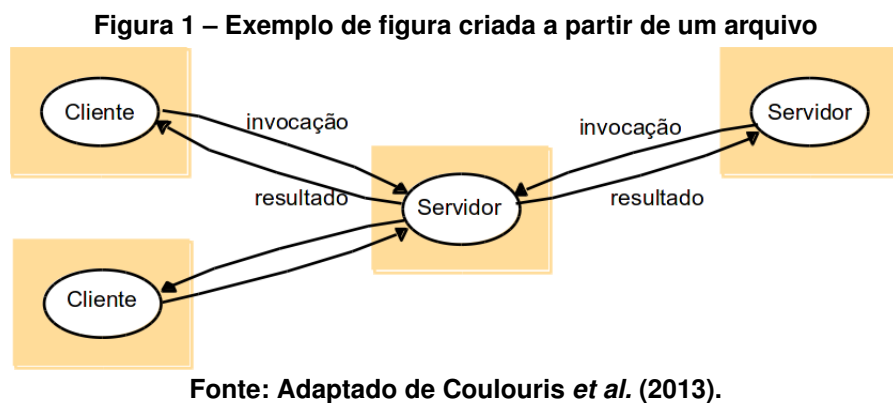 Figura 1 – Exemplo de figura criada a partir de um arquivo
Cliente
invocação
resultado
Servidor
invocação
resultado
Servidor
Cliente
Fonte: Adaptado de Coulouris et al. (2013).